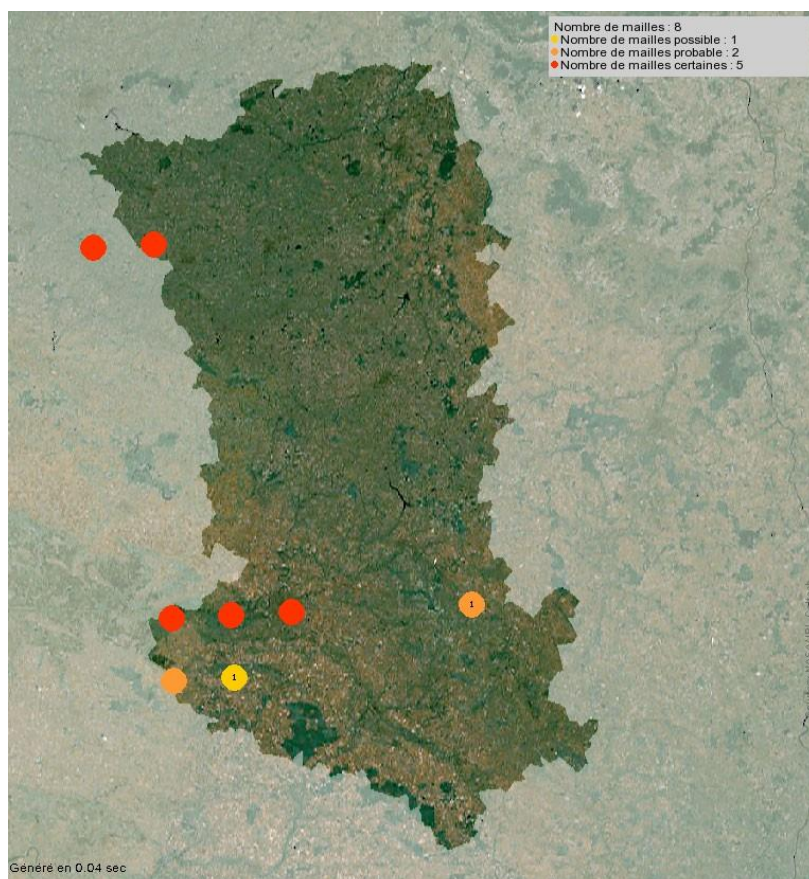 Nombre de mailles : 8
Nombre de mailles possible : 1
Nombre de mailles probable : 2
Nombre de mailles certaines : 5
1
1
Généré en 0.04 sec